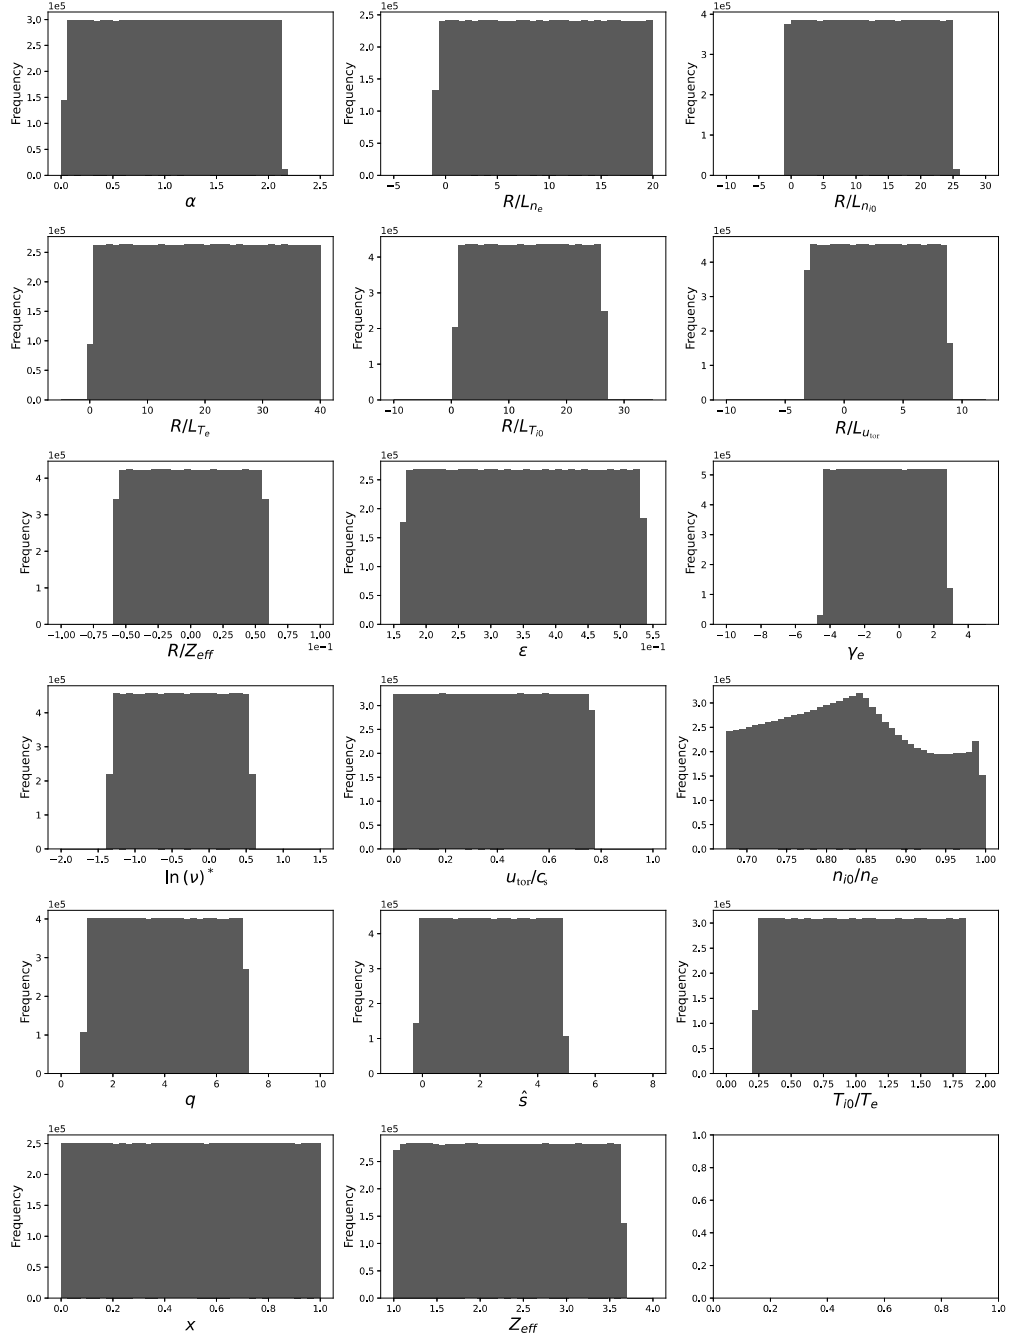 1e5 1e5 1e5
Frequency Frequency Frequency
3.0 2.5 2.0 1.5 1.0 0.5 0.0
2.5 2.0 1.5 1.0 0.5 0.0
4 3 2 1 0
0.0 0.5 1.0 1.5 2.0 2.5
−5 0 5 10 15 20
−10 −5 0 5 10 15 20 25 30
α R/L_{n_e} R/L_{n_{i0}}
1e5 1e5 1e5
Frequency Frequency Frequency
2.5 2.0 1.5 1.0 0.5 0.0
4 3 2 1 0
4 3 2 1 0
0 10 20 30 40
−10 0 10 20 30
−10 −5 0 5 10
R/L_{T_e} R/L_{T_{i0}} R/L_{u_{tor}}
1e5 1e5 1e5
Frequency Frequency Frequency
4 3 2 1 0
2.5 2.0 1.5 1.0 0.5 0.0
5 4 3 2 1 0
−1.00 −0.75 −0.50 −0.25 0.00 0.25 0.50 0.75 1.00
1.5 2.0 2.5 3.0 3.5 4.0 4.5 5.0 5.5
−10 −8 −6 −4 −2 0 2 4
1e−1 1e−1
R/Z_{eff} ε γ_e
1e5 1e5 1e5
Frequency Frequency Frequency
4 3 2 1 0
3.0 2.5 2.0 1.5 1.0 0.5 0.0
3.0 2.5 2.0 1.5 1.0 0.5 0.0
−2.0 −1.5 −1.0 −0.5 0.0 0.5 1.0 1.5
0.0 0.2 0.4 0.6 0.8 1.0
0.70 0.75 0.80 0.85 0.90 0.95 1.00
ln (ν)* u_{tor}/c_s n_{i0}/n_e
1e5 1e5 1e5
Frequency Frequency Frequency
4 3 2 1 0
4 3 2 1 0
3.0 2.5 2.0 1.5 1.0 0.5 0.0
0 2 4 6 8 10
0 2 4 6 8
0.00 0.25 0.50 0.75 1.00 1.25 1.50 1.75 2.00
q ŝ T_{i0}/T_e
1e5 1e5
Frequency Frequency
2.5 2.0 1.5 1.0 0.5 0.0
2.5 2.0 1.5 1.0 0.5 0.0
1.0 0.8 0.6 0.4 0.2 0.0
0.0 0.2 0.4 0.6 0.8 1.0
1.0 1.5 2.0 2.5 3.0 3.5 4.0
0.0 0.2 0.4 0.6 0.8 1.0
x Z_{eff}